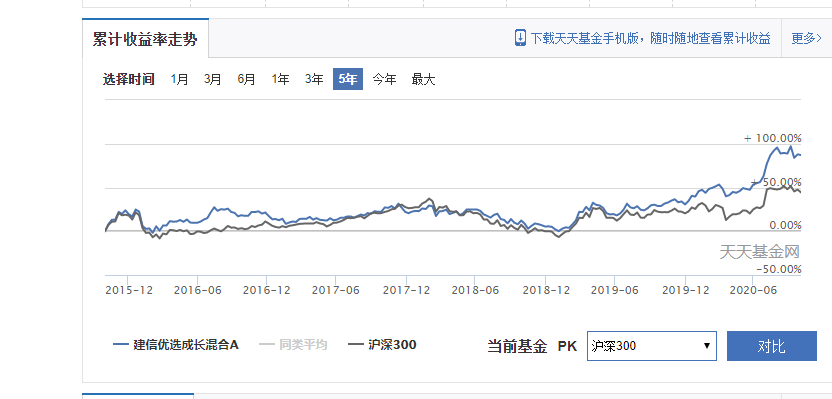 累计收益率走势
下载天天基金手机版，随时随地查看累计收益
更多>
选择时间 1月 3月 6月 1年 3年 5年 今年 最大
+ 100.00%
+ 50.00%
0.00%
天天基金网
-50.00%
2015-12 2016-06 2016-12 2017-06 2017-12 2018-06 2018-12 2019-06 2019-12 2020-06
建信优选成长混合A 同类平均 沪深300
当前基金 PK 沪深300 对比